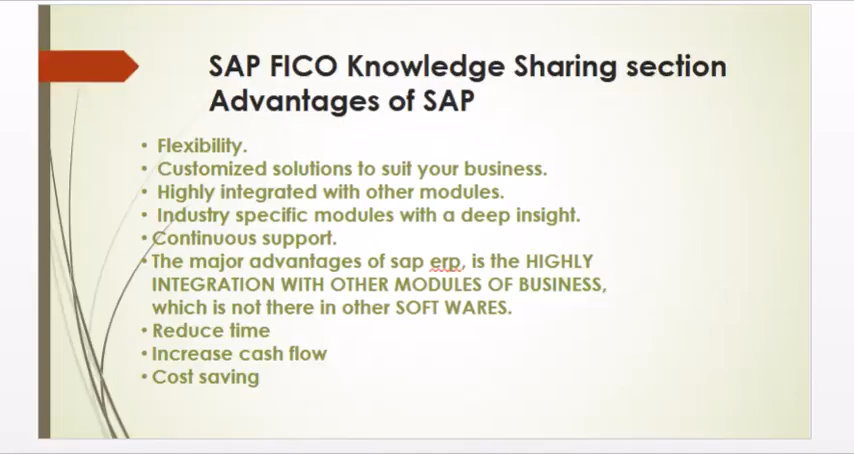 SAP FICO Knowledge Sharing section
Advantages of SAP
• Flexibility.
• Customized solutions to suit your business.
• Highly integrated with other modules.
• Industry specific modules with a deep insight.
• Continuous support.
• The major advantages of sap erp, is the HIGHLY
INTEGRATION WITH OTHER MODULES OF BUSINESS,
which is not there in other SOFT WARES.
• Reduce time
• Increase cash flow
• Cost saving